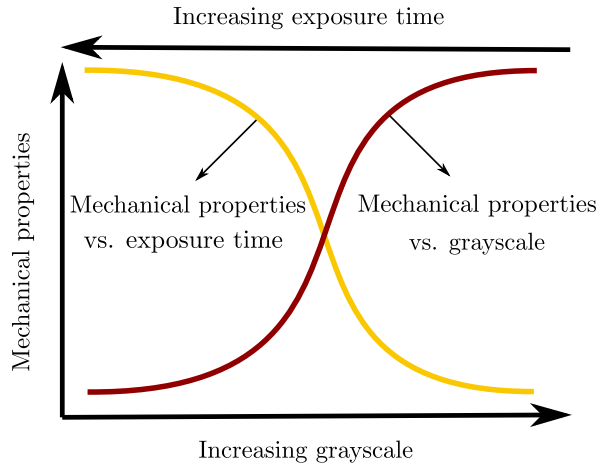 Increasing exposure time
Mechanical properties
Mechanical properties
vs. exposure time
Mechanical properties
vs. grayscale
Increasing grayscale